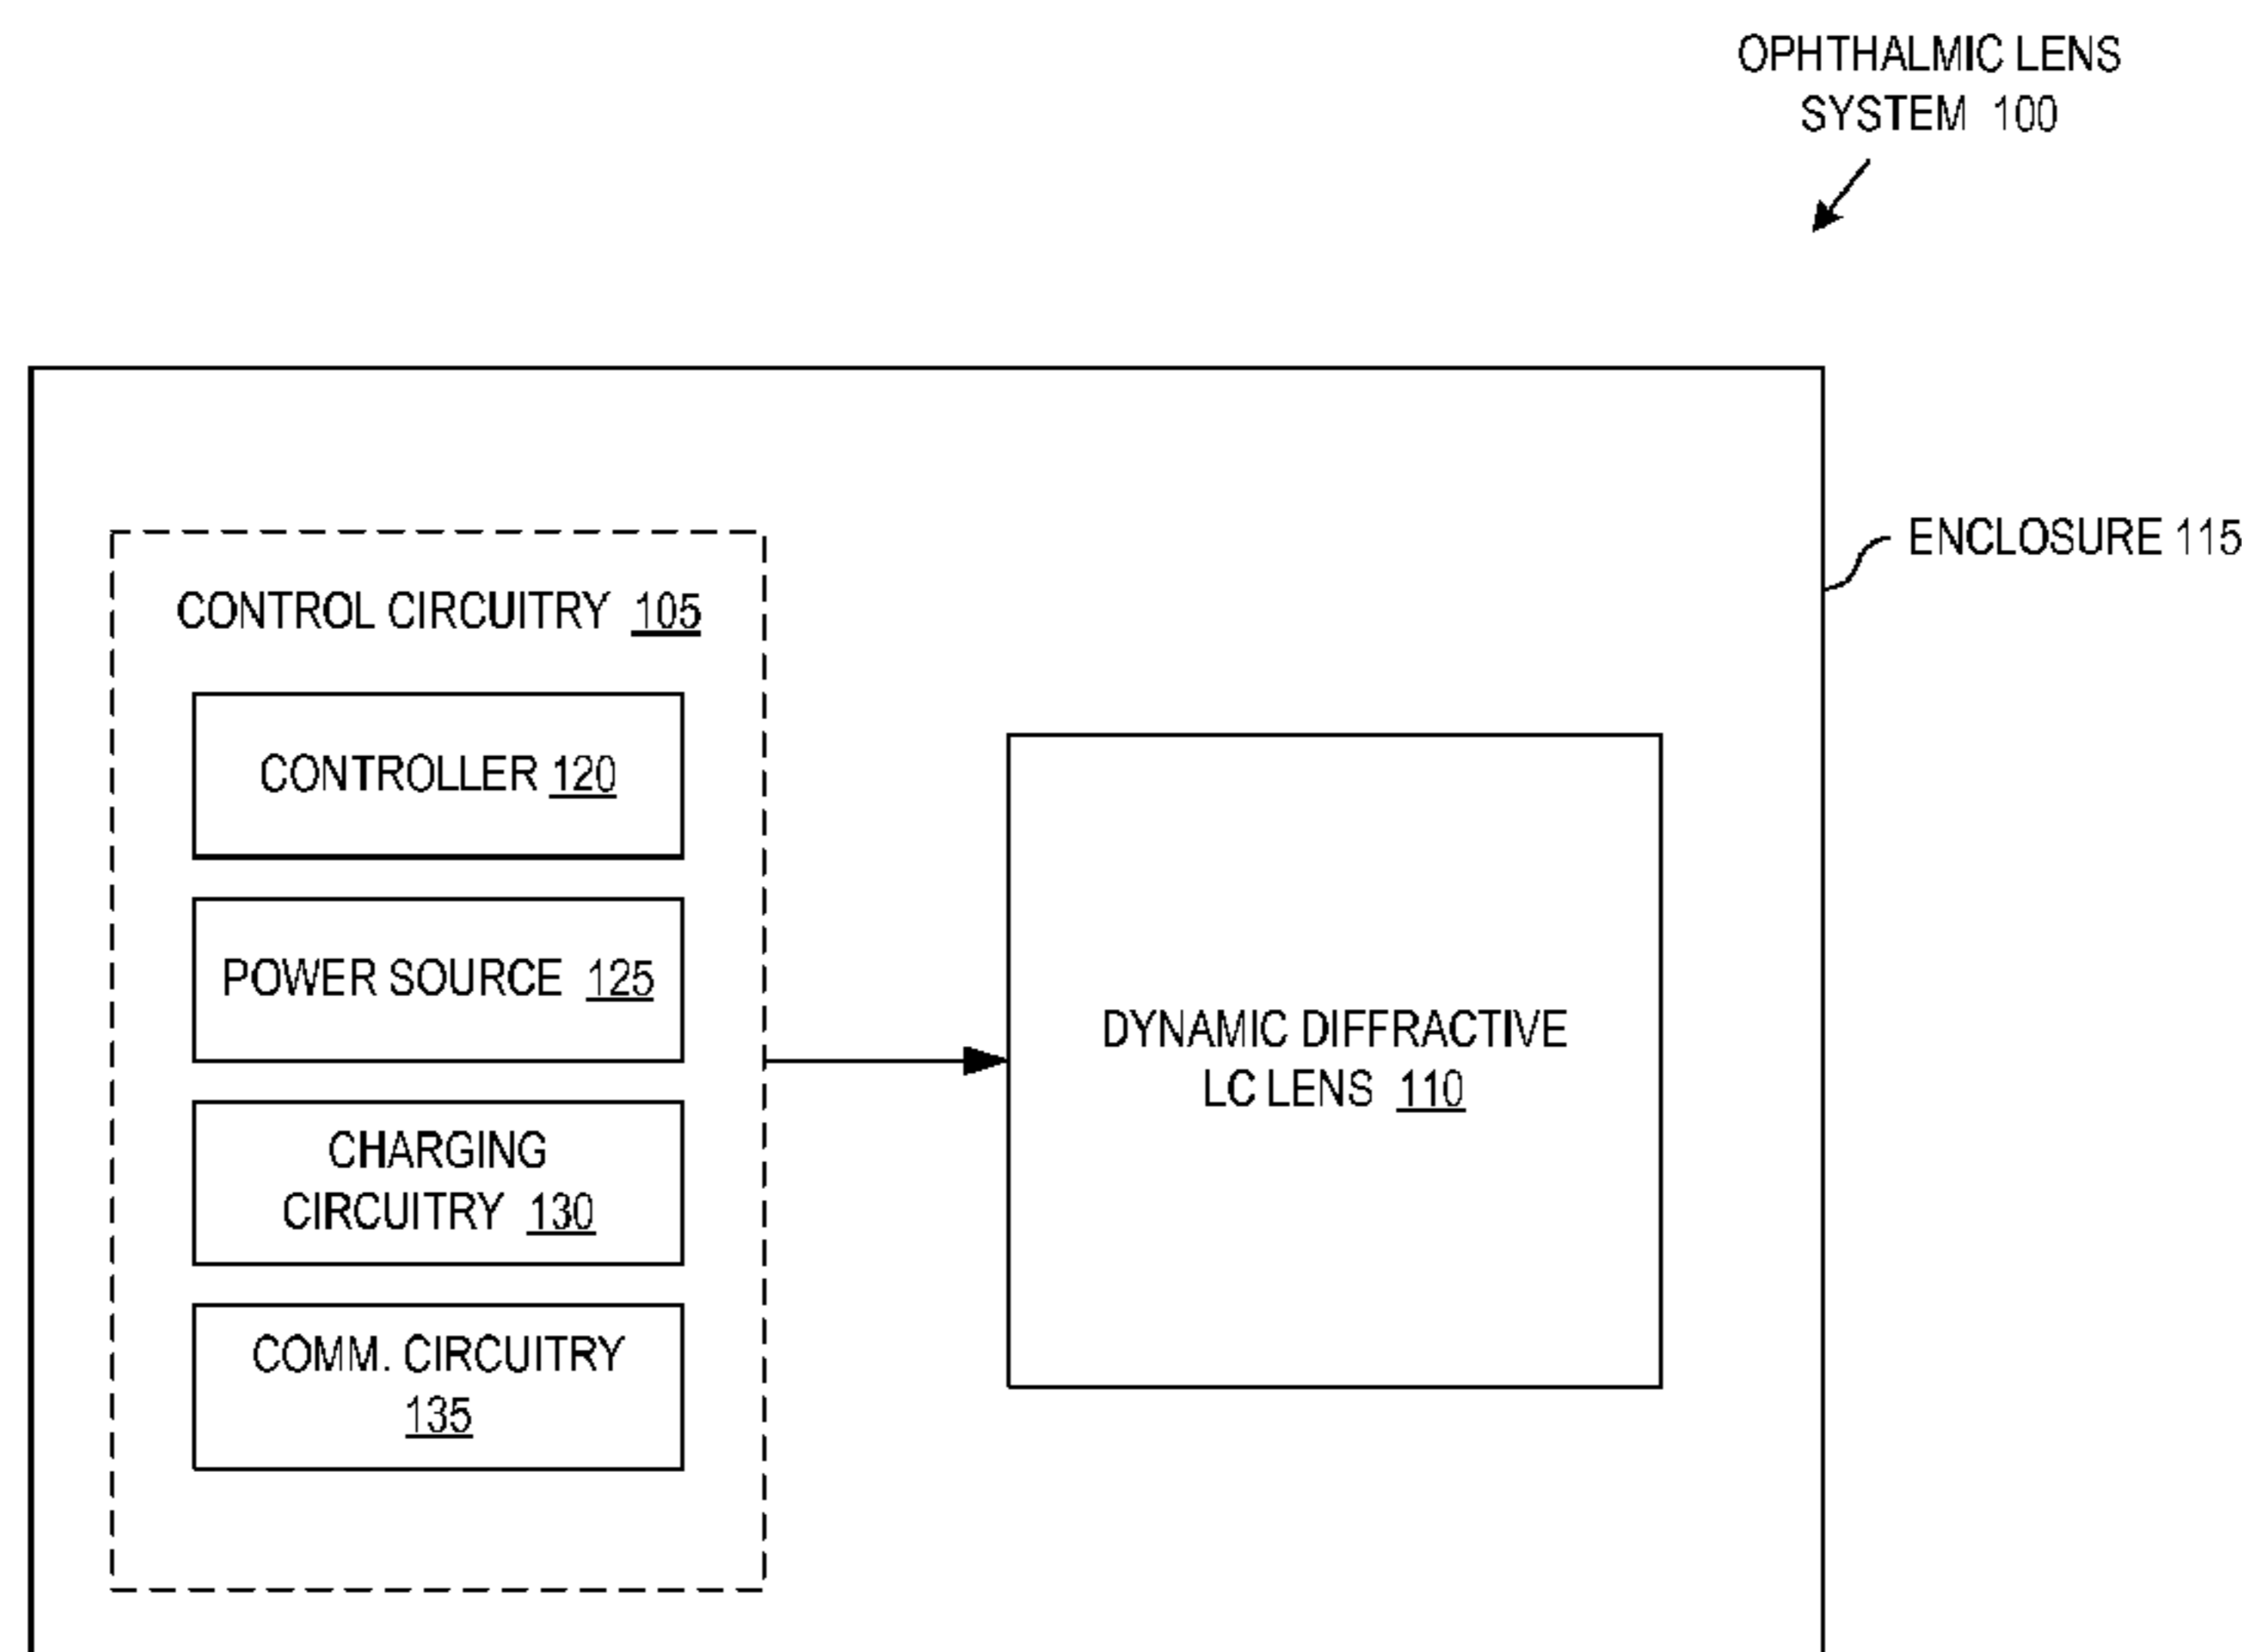 OPHTHALMIC LENS
SYSTEM 100
ENCLOSURE 115
CONTROL CIRCUITRY 105
CONTROLLER 120
POWER SOURCE 125
CHARGING
CIRCUITRY 130
COMM. CIRCUITRY
135
DYNAMIC DIFFRACTIVE
LC LENS 110